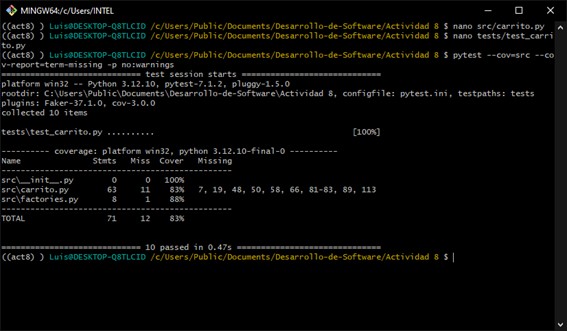 MINGW64:/c/Users/INTEL
((act8) ) Luis@DESKTOP-Q8TLCID /c/Users/Public/Documents/Desarrollo-de-Software/Actividad 8 $ nano src/carrito.py
((act8) ) Luis@DESKTOP-Q8TLCID /c/Users/Public/Documents/Desarrollo-de-Software/Actividad 8 $ nano tests/test_carri
to.py
((act8) ) Luis@DESKTOP-Q8TLCID /c/Users/Public/Documents/Desarrollo-de-Software/Actividad 8 $ pytest --cov=src --co
v-report=term-missing -p no:warnings
============================= test session starts =============================
platform win32 -- Python 3.12.10, pytest-7.1.2, pluggy-1.5.0
rootdir: C:\Users\Public\Documents\Desarrollo-de-Software\Actividad 8, configfile: pytest.ini, testpaths: tests
plugins: Faker-37.1.0, cov-3.0.0
collected 10 items

tests\test_carrito.py .......... [100%]

---------- coverage: platform win32, python 3.12.10-final-0 ----------
Name Stmts Miss Cover Missing
--------------------------------------------------
src\__init__.py 0 0 100%
src\carrito.py 63 11 83% 7, 19, 48, 50, 58, 66, 81-83, 89, 113
src\factories.py 8 1 88%
--------------------------------------------------
TOTAL 71 12 83%

============================= 10 passed in 0.47s ==============================
((act8) ) Luis@DESKTOP-Q8TLCID /c/Users/Public/Documents/Desarrollo-de-Software/Actividad 8 $